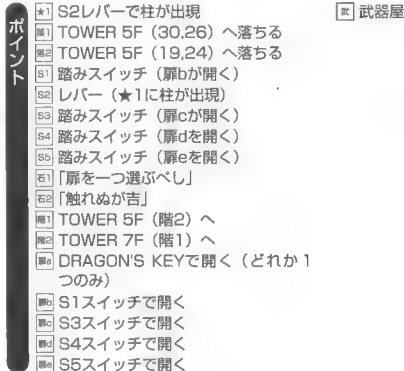 ポイント
★1 S2レバーで柱が出現
落1 TOWER 5F（30,26）へ落ちる
落2 TOWER 5F（19,24）へ落ちる
S1 踏みスイッチ（扉bが開く）
S2 レバー（★1に柱が出現）
S3 踏みスイッチ（扉cが開く）
S4 踏みスイッチ（扉dを開く）
S5 踏みスイッチ（扉eを開く）
石1「扉を一つ選ぶべし」
石2「触れぬが吉」
階1 TOWER 5F（階2）へ
階2 TOWER 7F（階1）へ
扉a DRAGON'S KEYで開く（どれか1
つのみ）
扉b S1スイッチで開く
扉c S3スイッチで開く
扉d S4スイッチで開く
扉e S5スイッチで開く
武 武器屋